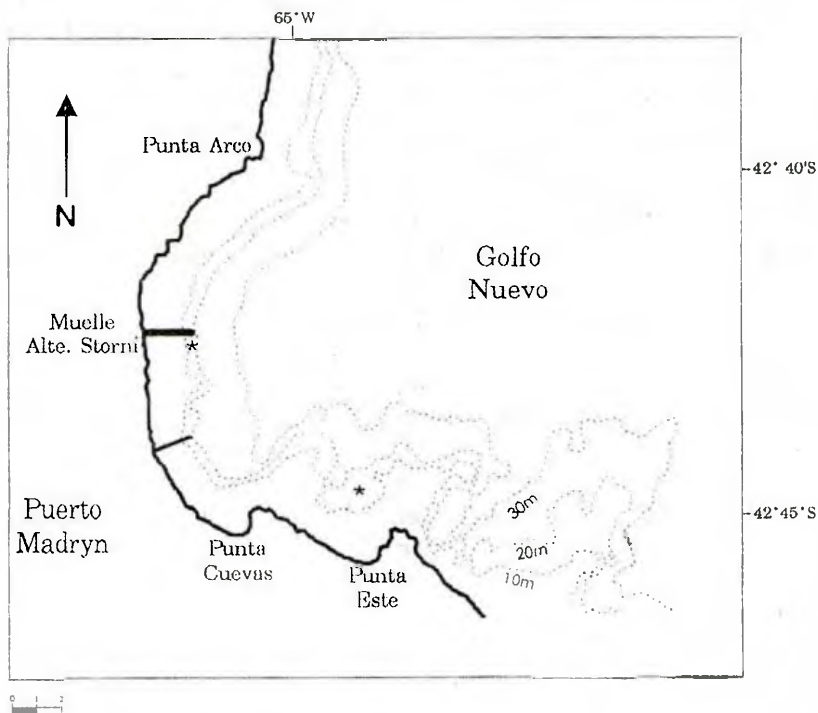 65°W
Punta Arco
42° 40'S
N
Golfo
Nuevo
Muelle
Alte. Storni
*
*
Puerto
Madryn
30m
42°45'S
20m
10m
Punta
Cuevas
Punta
Este
0 1 2